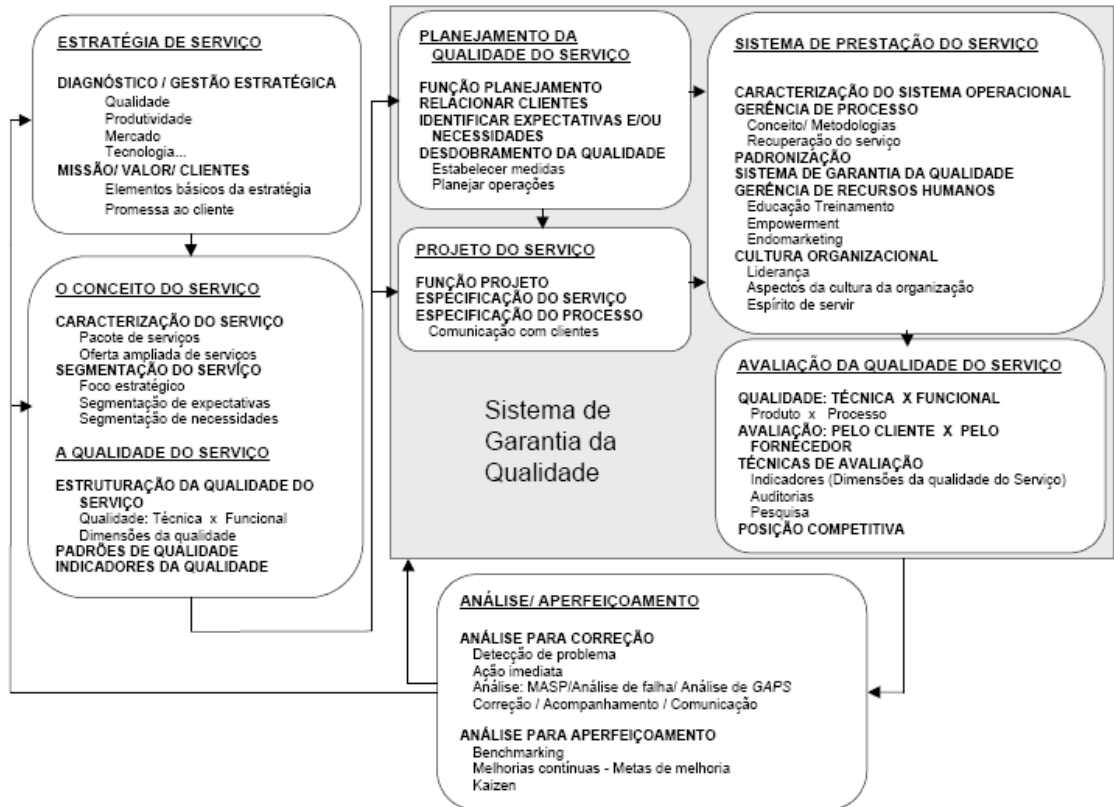 ESTRATÉGIA DE SERVIÇO
DIAGNÓSTICO / GESTÃO ESTRATÉGICA
Qualidade
Produtividade
Mercado
Tecnologia...
MISSÃO/ VALOR/ CLIENTES
Elementos básicos da estratégia
Promessa ao cliente
O CONCEITO DO SERVIÇO
CARACTERIZAÇÃO DO SERVIÇO
Pacote de serviços
Oferta ampliada de serviços
SEGMENTAÇÃO DO SERVÍÇO
Foco estratégico
Segmentação de expectativas
Segmentação de necessidades
A QUALIDADE DO SERVIÇO
ESTRUTURAÇÃO DA QUALIDADE DO
SERVIÇO
Qualidade: Técnica x Funcional
Dimensões da qualidade
PADRÕES DE QUALIDADE
INDICADORES DA QUALIDADE
PLANEJAMENTO DA
QUALIDADE DO SERVIÇO
FUNÇÃO PLANEJAMENTO
RELACIONAR CLIENTES
IDENTIFICAR EXPECTATIVAS E/OU
NECESSIDADES
DESDOBRAMENTO DA QUALIDADE
Estabelecer medidas
Planejar operações
PROJETO DO SERVIÇO
FUNÇÃO PROJETO
ESPECIFICAÇÃO DO SERVIÇO
ESPECIFICAÇÃO DO PROCESSO
Comunicação com clientes
SISTEMA DE PRESTAÇÃO DO SERVIÇO
CARACTERIZAÇÃO DO SISTEMA OPERACIONAL
GERÊNCIA DE PROCESSO
Conceito/ Metodologias
Recuperação do serviço
PADRONIZAÇÃO
SISTEMA DE GARANTIA DA QUALIDADE
GERÊNCIA DE RECURSOS HUMANOS
Educação Treinamento
Empowerment
Endomarketing
CULTURA ORGANIZACIONAL
Liderança
Aspectos da cultura da organização
Espírito de servir
Sistema de
Garantia da
Qualidade
AVALIAÇÃO DA QUALIDADE DO SERVIÇO
QUALIDADE: TÉCNICA X FUNCIONAL
Produto x Processo
AVALIAÇÃO: PELO CLIENTE X PELO
FORNECEDOR
TÉCNICAS DE AVALIAÇÃO
Indicadores (Dimensões da qualidade do Serviço)
Auditorias
Pesquisa
POSIÇÃO COMPETITIVA
ANÁLISE/ APERFEIÇOAMENTO
ANÁLISE PARA CORREÇÃO
Detecção de problema
Ação imediata
Análise: MASP/Análise de falha/ Análise de GAPS
Correção / Acompanhamento / Comunicação
ANÁLISE PARA APERFEIÇOAMENTO
Benchmarking
Melhorias contínuas - Metas de melhoria
Kaizen